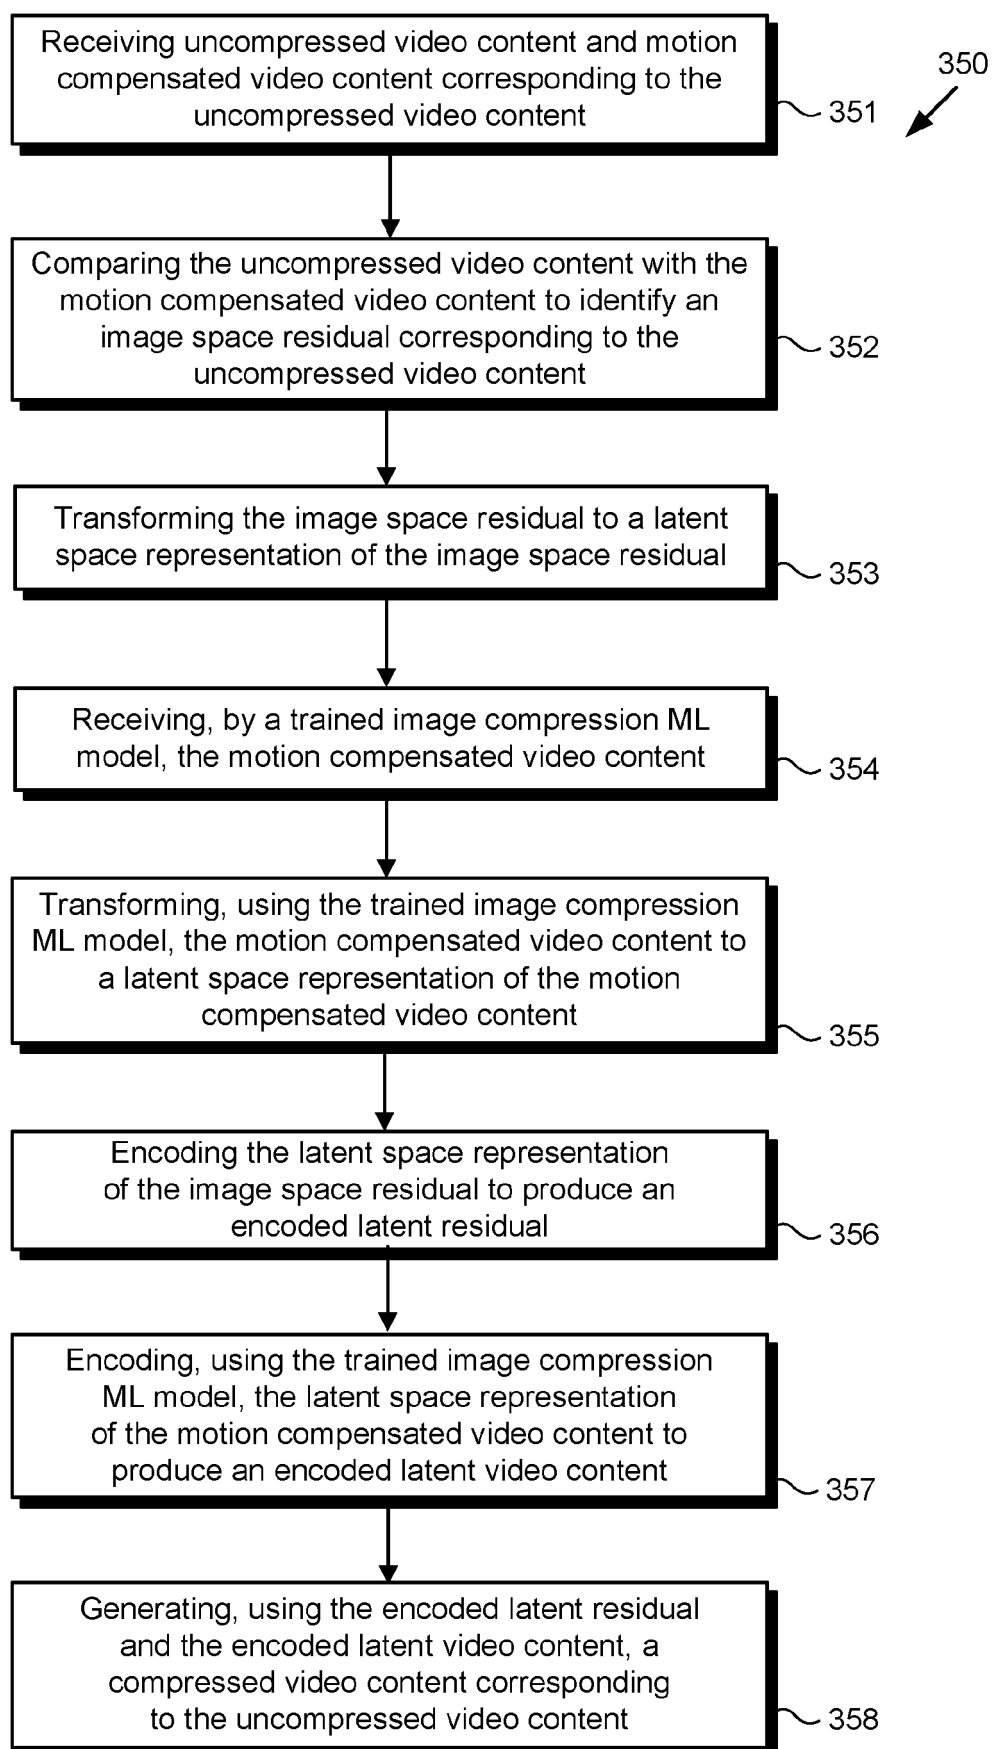 Receiving uncompressed video content and motion
compensated video content corresponding to the
uncompressed video content
350
351
Comparing the uncompressed video content with the
motion compensated video content to identify an
image space residual corresponding to the
uncompressed video content
352
Transforming the image space residual to a latent
space representation of the image space residual
353
Receiving, by a trained image compression ML
model, the motion compensated video content
354
Transforming, using the trained image compression
ML model, the motion compensated video content to
a latent space representation of the motion
compensated video content
355
Encoding the latent space representation
of the image space residual to produce an
encoded latent residual
356
Encoding, using the trained image compression
ML model, the latent space representation
of the motion compensated video content to
produce an encoded latent video content
357
Generating, using the encoded latent residual
and the encoded latent video content, a
compressed video content corresponding
to the uncompressed video content
358